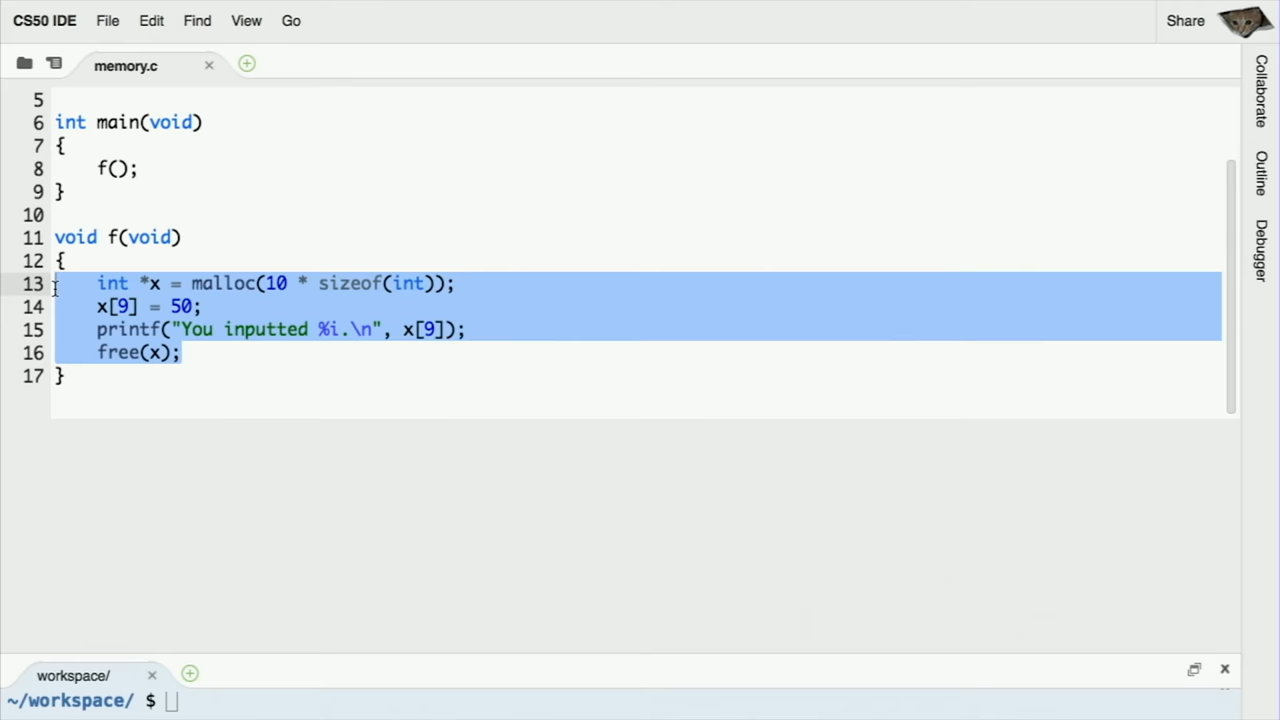 CS50 IDE File Edit Find View Go Share
memory.c
5
6 int main(void)
7 {
8     f();
9 }
10
11 void f(void)
12 {
13     int *x = malloc(10 * sizeof(int));
14     x[9] = 50;
15     printf("You inputted %i.\n", x[9]);
16     free(x);
17 }
Collaborate
Outline
Debugger
workspace/
~/workspace/ $